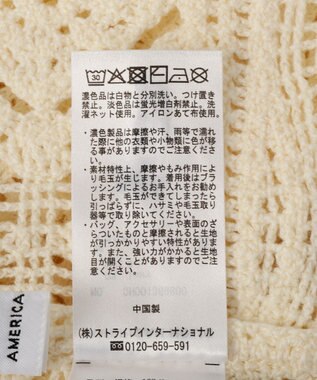 30
濃色品は白物と分別洗い。つけ置き
禁止。淡色品は蛍光増白剤禁止。洗
濯ネット使用。アイロンあて布使用。
・濃色製品は摩擦や汗、雨等で濡れ
た際に他の衣類や小物類に色が移
る事がありますのでご注意くださ
い。
・素材特性上、摩擦やもみ作用によ
り毛玉が生じます。着用後はブラ
ッシングによるお手入れをお勧め
します。毛玉ができてしまったら
引っぱらずに、ハサミや毛玉取り
器等で取り除いてください。
・バッグ、アクセサリーや表面のざ
らつきたものと摩擦されると生地
が引っかかりやすい特性がありま
す。また、強い力がかかると生地
目が開くことがありますのでご注
意ください。
中国製
(株)ストライプインターナショナル
0120-659-591
AMERICA